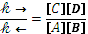 𝓀 → / 𝓀 ← = [C][D] / [A][B]